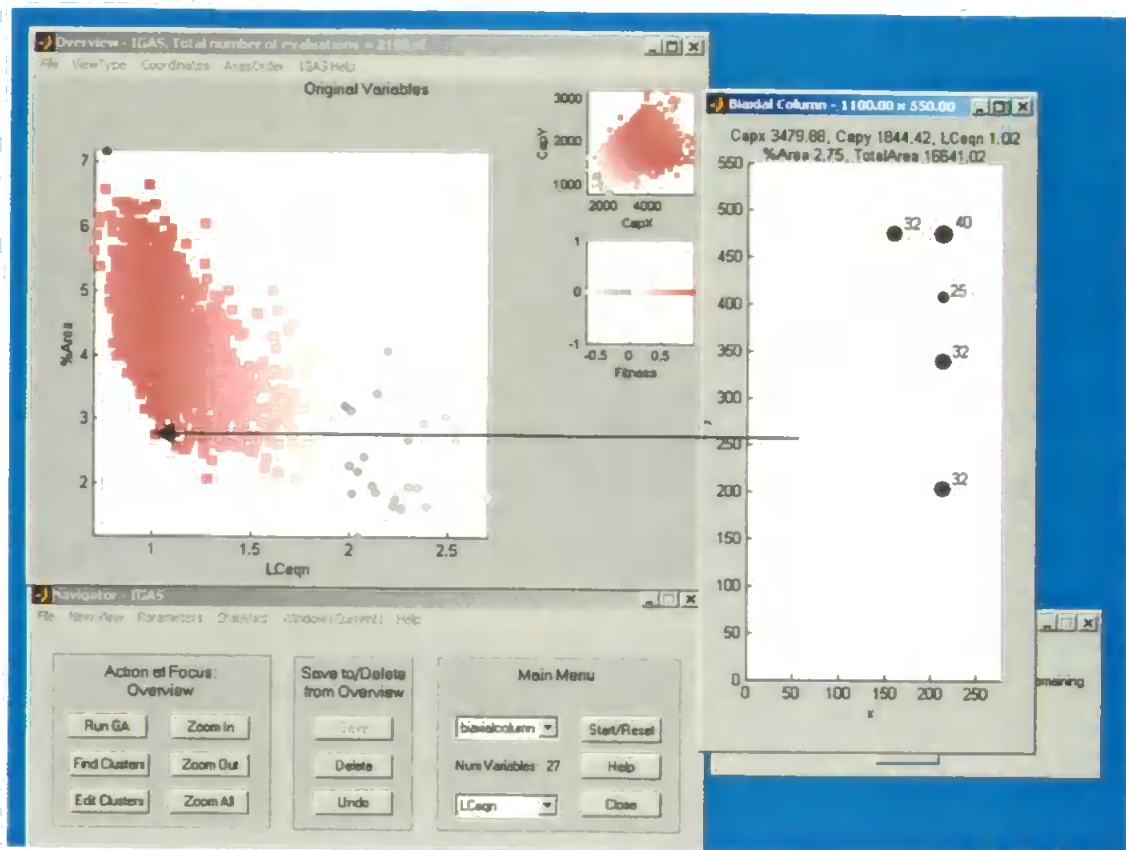 Overview - IGAS, Total number of evaluations = 2100
File ViewType Coordinates AxesOrder IGAS Help
Original Variables
%Area
7
6
5
4
3
2
1
1.5
2
2.5
LCeqn
CapY
3000
2000
1000
2000 4000
CapX
1
0
-1
-0.5 0 0.5
Fitness
Biaxial Column - 1100.00 x 550.00
Capx 3479.88, Capy 1844.42, LCeqn 1.02
%Area 2.75, TotalArea 16641.02
550
500
450
400
350
300
250
200
150
100
50
0
32 40
25
32
32
0 50 100 150 200 250
x
y
Navigator - IGAS
File New View Parameters Statistics Window(Current) Help
Action at Focus:
Overview
Run GA Zoom In
Find Clusters Zoom Out
Edit Clusters Zoom All
Save to/Delete
from Overview
Save
Delete
Undo
Main Menu
biaxialcolumn Start/Reset
Num Variables: 27 Help
LCeqn Close
emaining